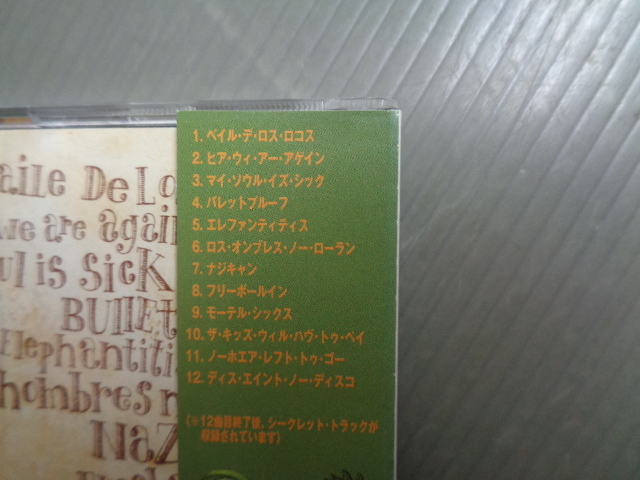 aile De Lo
we are again
ul is sick
BULLET
Elephantitis
hombres n
NAZ
1. ベイル・デ・ロス・ロコス
2. ヒア・ウィ・アー・アゲイン
3. マイ・ソウル・イズ・シック
4. バレットプルーフ
5. エレファンティティス
6. ロス・オンブレス・ノー・ローラン
7. ナジキャン
8. フリーボールイン
9. モーテル・シックス
10. ザ・キッズ・ウィル・ハヴ・トゥ・ペイ
11. ノーホエア・レフト・トゥ・ゴー
12. ディス・エイント・ノー・ディスコ
(※12曲目終了後、シークレット・トラックが
収録されています)